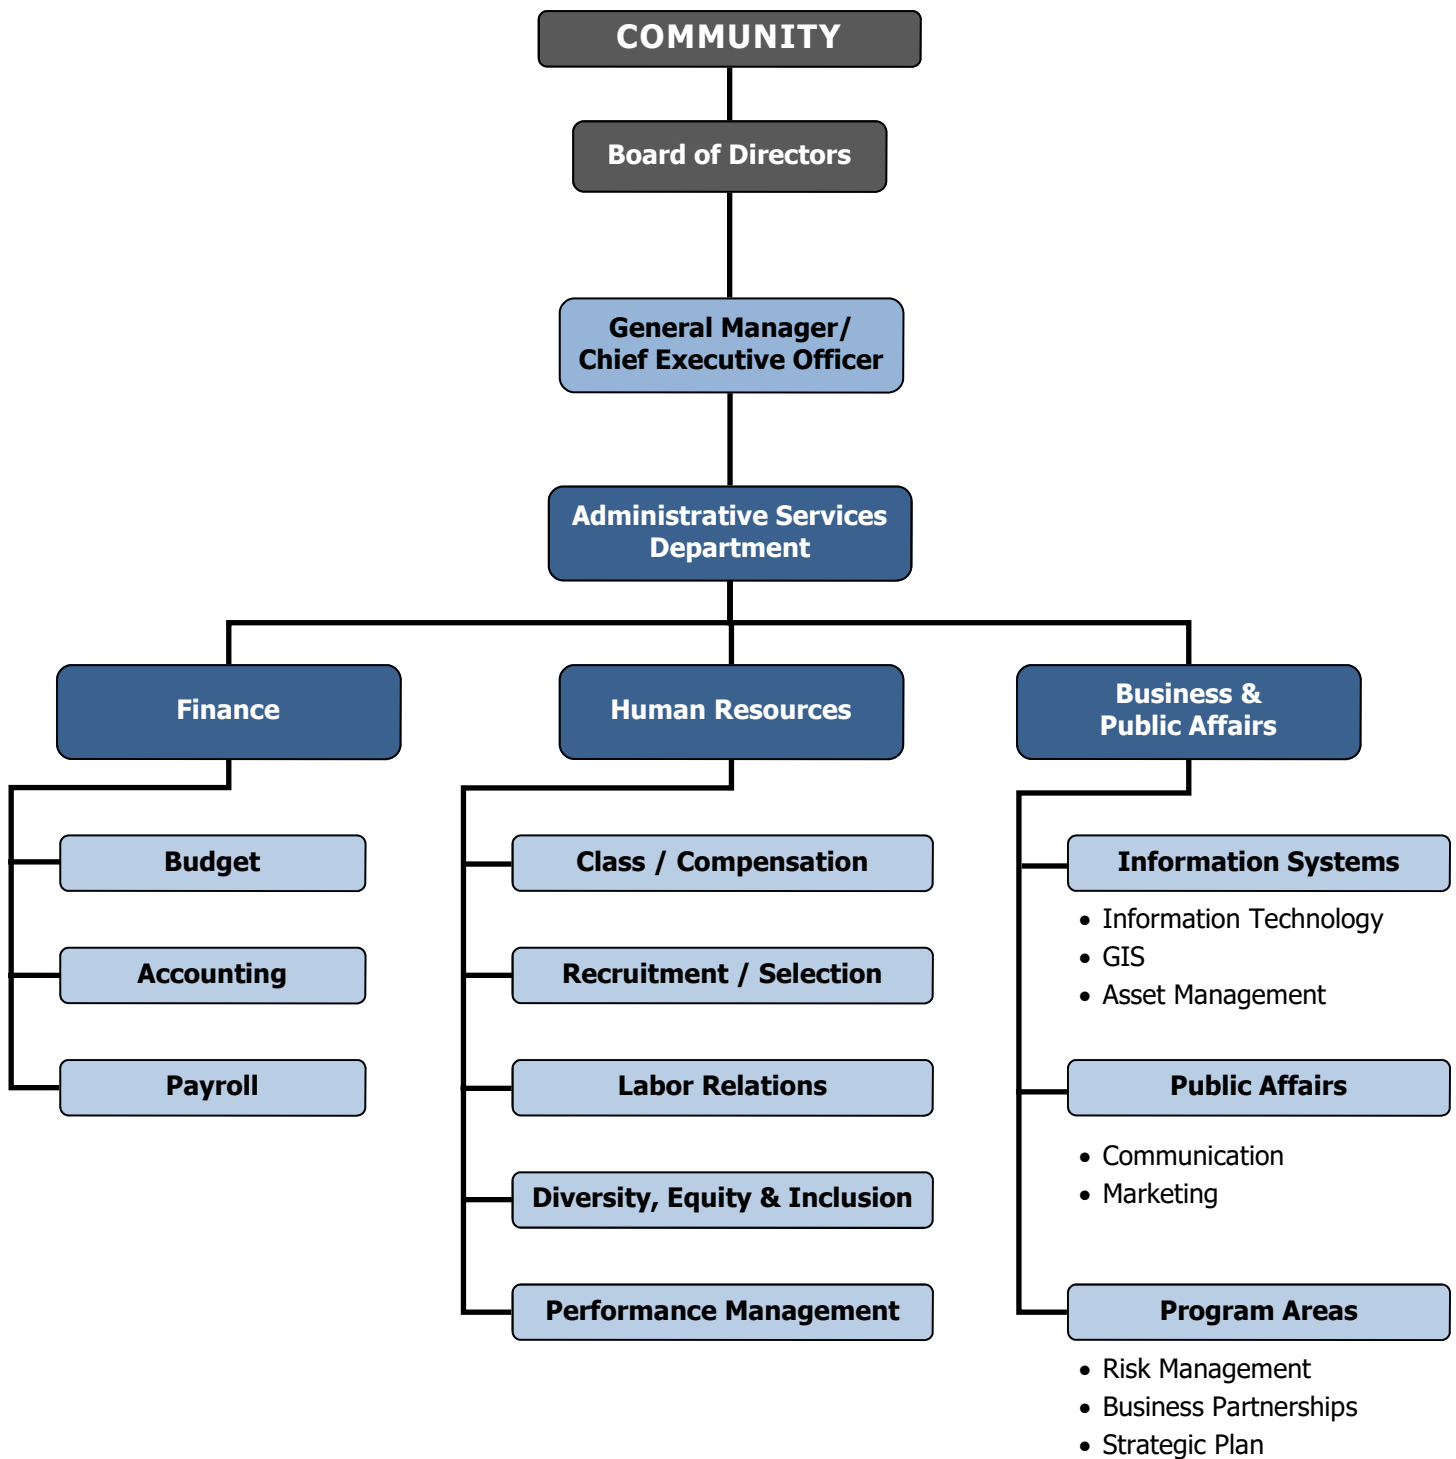 COMMUNITY
Board of Directors
General Manager/
Chief Executive Officer
Administrative Services
Department
Finance
Budget
Accounting
Payroll
Human Resources
Class / Compensation
Recruitment / Selection
Labor Relations
Diversity, Equity & Inclusion
Performance Management
Business &
Public Affairs
Information Systems
• Information Technology
• GIS
• Asset Management
Public Affairs
• Communication
• Marketing
Program Areas
• Risk Management
• Business Partnerships
• Strategic Plan